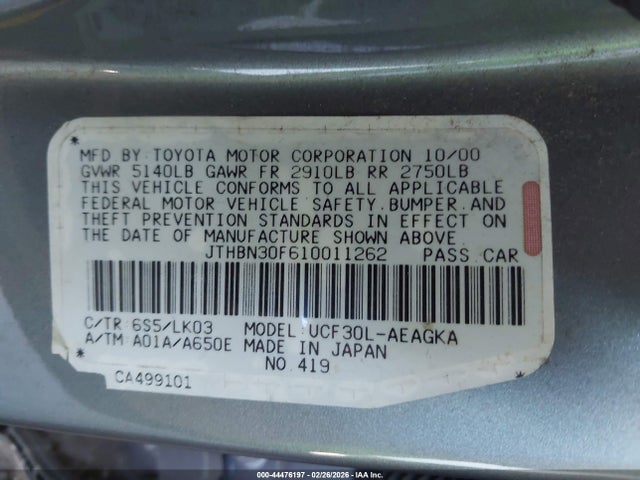 MFD BY TOYOTA MOTOR CORPORATION 10/00
GVWR 5140LB GAWR FR 2910LB RR 2750LB
THIS VEHICLE CONFORMS TO ALL APPLICABLE
FEDERAL MOTOR VEHICLE SAFETY, BUMPER, AND
THEFT PREVENTION STANDARDS IN EFFECT ON
THE DATE OF MANUFACTURE SHOWN ABOVE.
JTHBN30F610011262 PASS. CAR
C/TR 6S5/LK03 MODEL: UCF30L-AEAGKA
A/TM A01A/A650E MADE IN JAPAN
NO. 419
CA499101
000-44476197 - 02/26/2026 - IAA Inc.